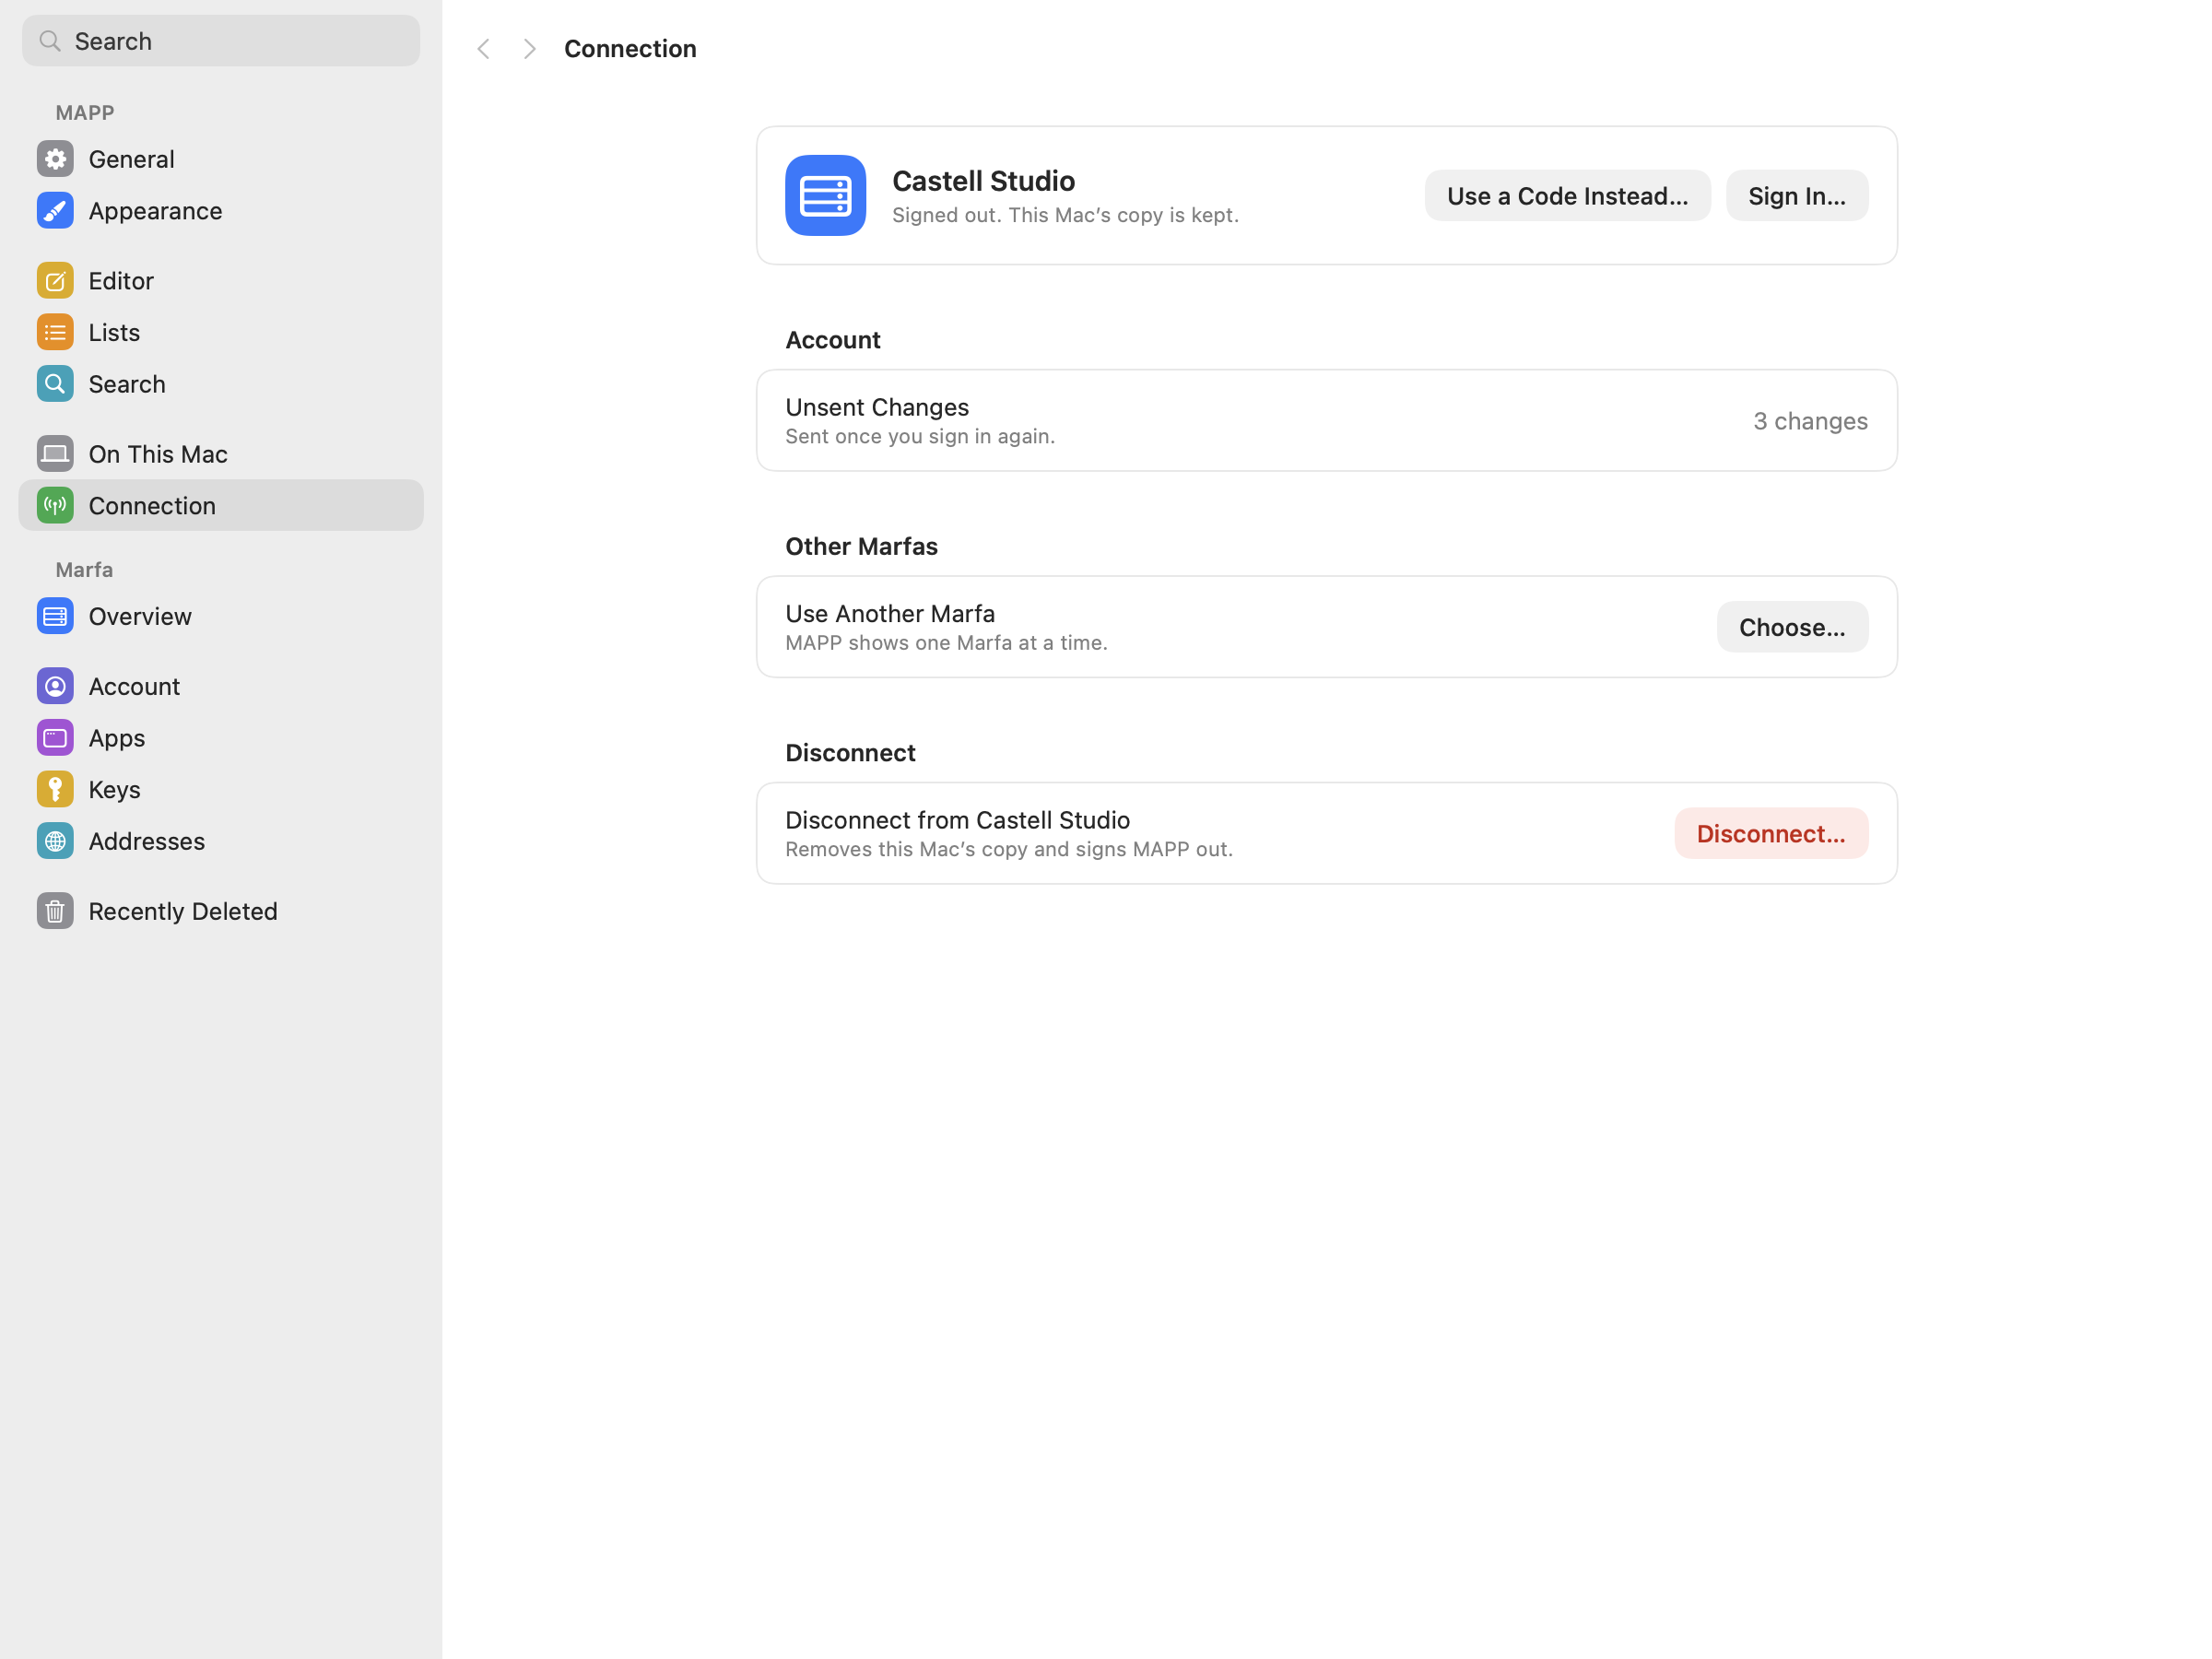 Search
MAPP
General
Appearance
Editor
Lists
Search
On This Mac
Connection
Marfa
Overview
Account
Apps
Keys
Addresses
Recently Deleted
Connection
Castell Studio
Signed out. This Mac’s copy is kept.
Use a Code Instead...
Sign In...
Account
Unsent Changes
Sent once you sign in again.
3 changes
Other Marfas
Use Another Marfa
MAPP shows one Marfa at a time.
Choose...
Disconnect
Disconnect from Castell Studio
Removes this Mac’s copy and signs MAPP out.
Disconnect...